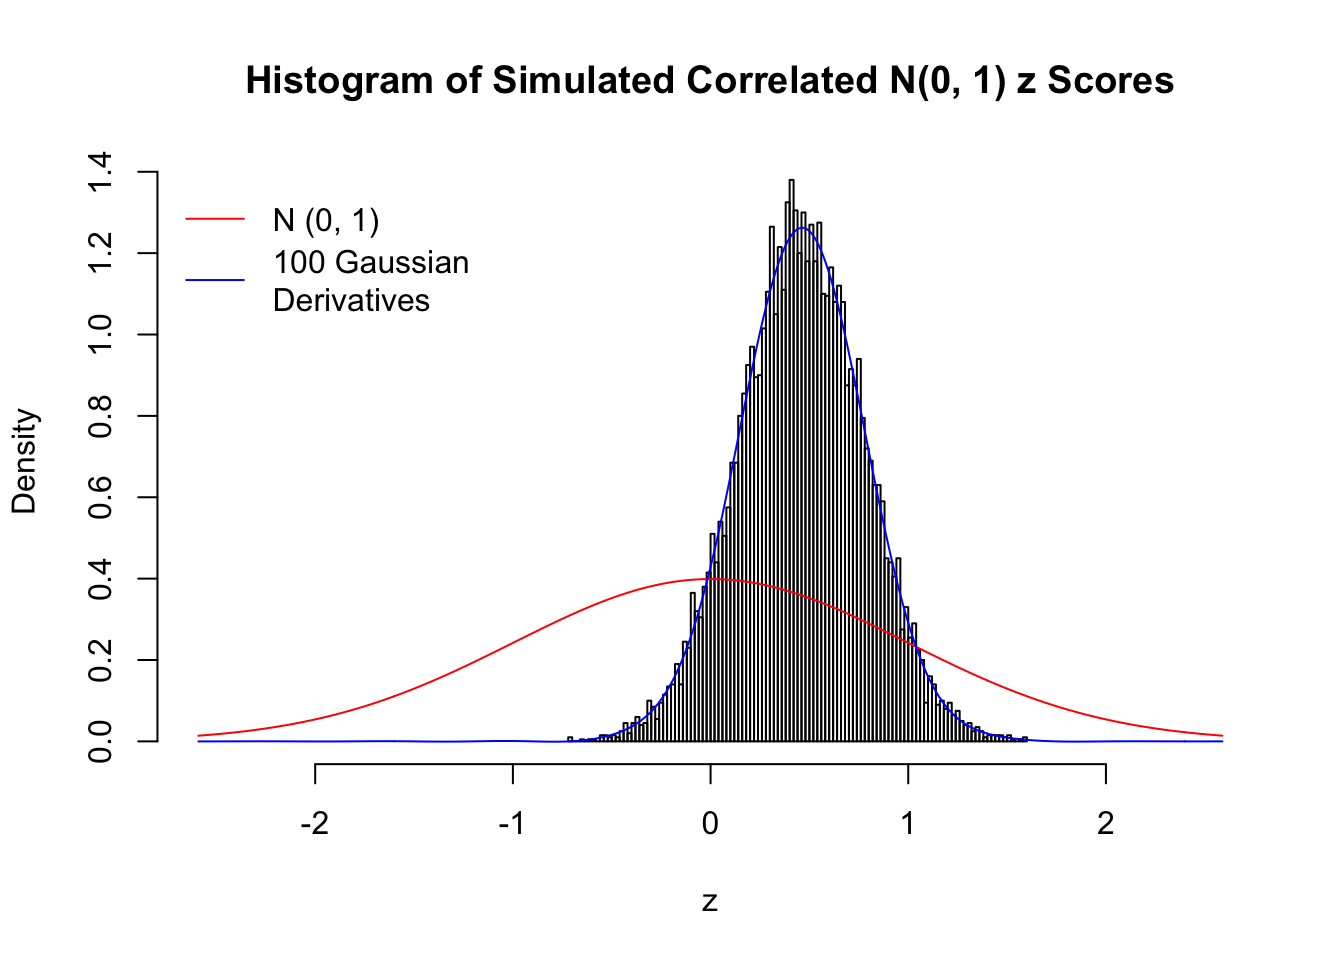 Histogram of Simulated Correlated N(0, 1) z Scores
1.4
1.2
1.0
0.8
0.6
0.4
0.2
0.0
Density
N (0, 1)
100 Gaussian
Derivatives
-2
-1
0
1
2
z